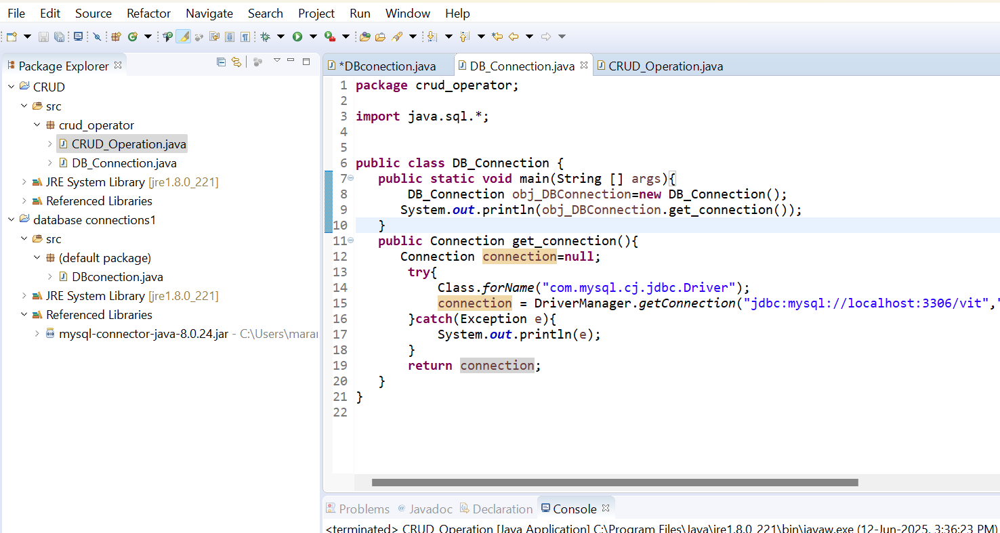 File Edit Source Refactor Navigate Search Project Run Window Help
Package Explorer
CRUD
src
crud_operator
CRUD_Operation.java
DB_Connection.java
JRE System Library [jre1.8.0_221]
Referenced Libraries
database connections1
src
(default package)
DBconection.java
JRE System Library [jre1.8.0_221]
Referenced Libraries
mysql-connector-java-8.0.24.jar - C:\Users\maran
*DBconection.java DB_Connection.java CRUD_Operation.java
1 package crud_operator;
2
3 import java.sql.*;
4
5
6 public class DB_Connection {
7 public static void main(String [] args){
8 DB_Connection obj_DBConnection=new DB_Connection();
9 System.out.println(obj_DBConnection.get_connection());
10 }
11 public Connection get_connection(){
12 Connection connection=null;
13 try{
14 Class.forName("com.mysql.cj.jdbc.Driver");
15 connection = DriverManager.getConnection("jdbc:mysql://localhost:3306/vit","
16 }catch(Exception e){
17 System.out.println(e);
18 }
19 return connection;
20 }
21 }
22
Problems @ Javadoc Declaration Console
<terminated> CRUD_Operation [Java Application] C:\Program Files\Java\jre1.8.0_221\bin\javaw.exe (12-Jun-2025, 3:36:23 PM)